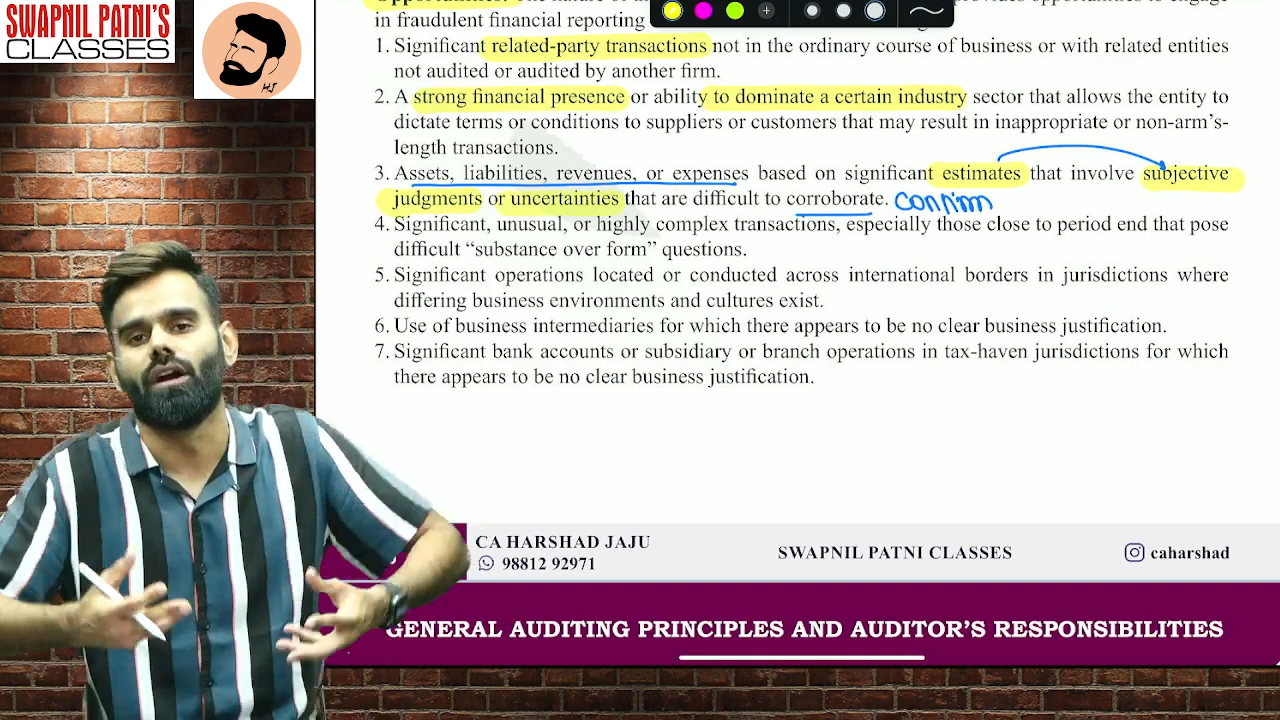 SWAPNIL PATNI'S
CLASSES
HJ
in fraudulent financial reporting
1. Significant related-party transactions not in the ordinary course of business or with related entities
not audited or audited by another firm.
2. A strong financial presence or ability to dominate a certain industry sector that allows the entity to
dictate terms or conditions to suppliers or customers that may result in inappropriate or non-arm's-
length transactions.
3. Assets, liabilities, revenues, or expenses based on significant estimates that involve subjective
judgments or uncertainties that are difficult to corroborate. Confirm
4. Significant, unusual, or highly complex transactions, especially those close to period end that pose
difficult “substance over form” questions.
5. Significant operations located or conducted across international borders in jurisdictions where
differing business environments and cultures exist.
6. Use of business intermediaries for which there appears to be no clear business justification.
7. Significant bank accounts or subsidiary or branch operations in tax-haven jurisdictions for which
there appears to be no clear business justification.
CA HARSHAD JAJU
98812 92971
SWAPNIL PATNI CLASSES
caharshad
GENERAL AUDITING PRINCIPLES AND AUDITOR'S RESPONSIBILITIES